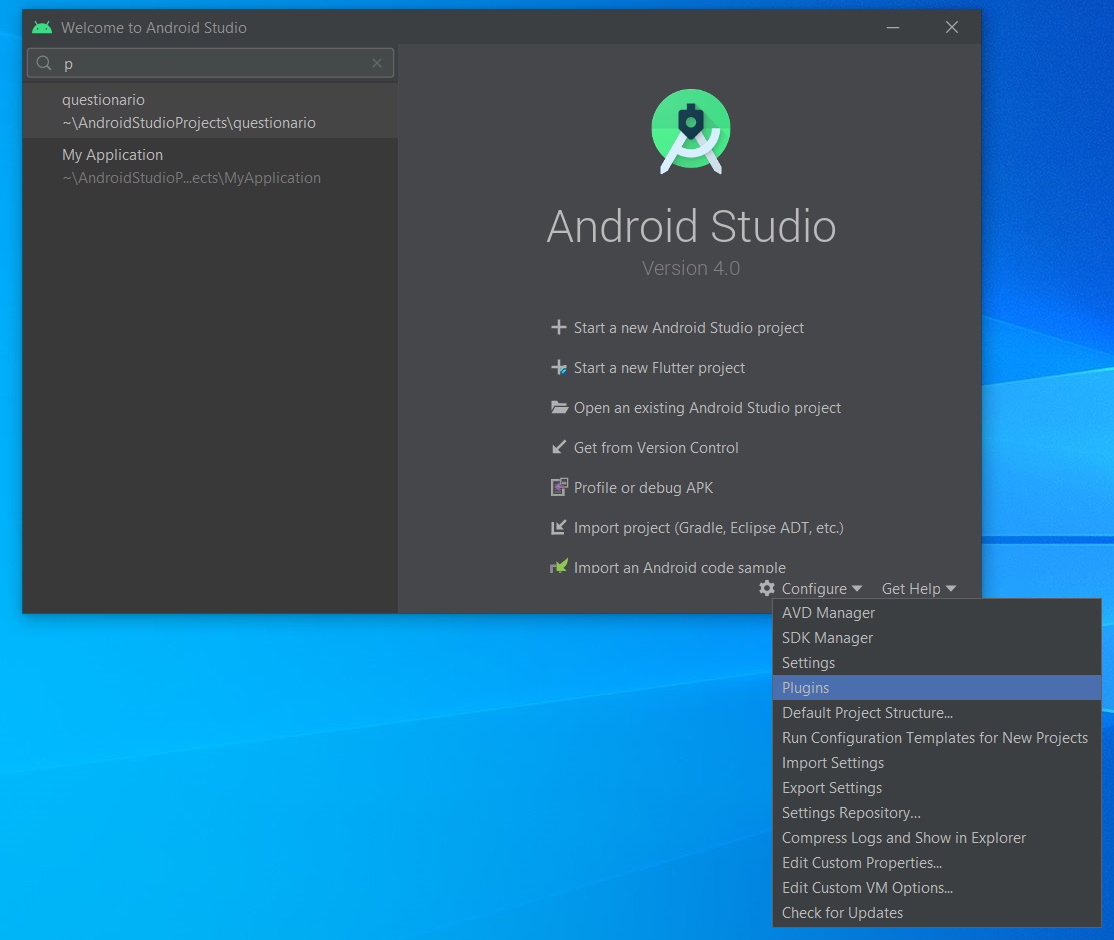 Welcome to Android Studio
p
questionario
~\AndroidStudioProjects\questionario
My Application
~\AndroidStudioP...ects\MyApplication
Android Studio
Version 4.0
Start a new Android Studio project
Start a new Flutter project
Open an existing Android Studio project
Get from Version Control
Profile or debug APK
Import project (Gradle, Eclipse ADT, etc.)
Import an Android code sample
Configure
Get Help
AVD Manager
SDK Manager
Settings
Plugins
Default Project Structure...
Run Configuration Templates for New Projects
Import Settings
Export Settings
Settings Repository...
Compress Logs and Show in Explorer
Edit Custom Properties...
Edit Custom VM Options...
Check for Updates